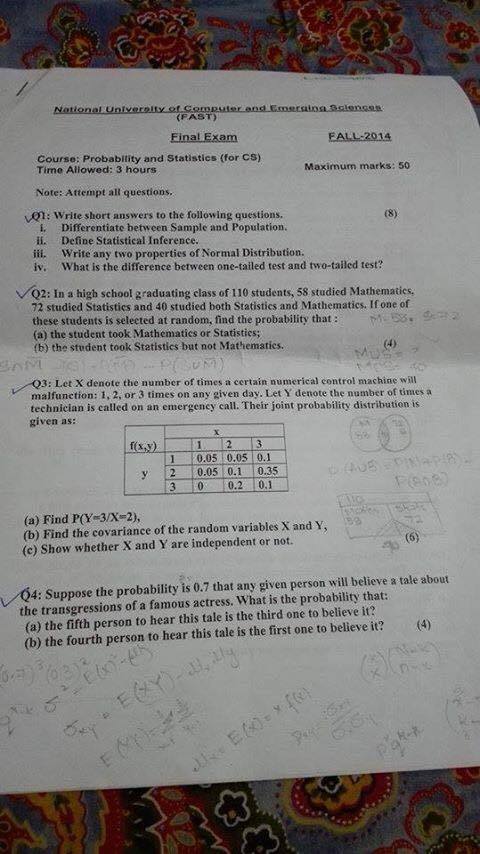 National University of Computer and Emerging Sciences
(FAST)
Final Exam FALL-2014
Course: Probability and Statistics (for CS)
Time Allowed: 3 hours Maximum marks: 50
Note: Attempt all questions.
Q1: Write short answers to the following questions. (8)
i. Differentiate between Sample and Population.
ii. Define Statistical Inference.
iii. Write any two properties of Normal Distribution.
iv. What is the difference between one-tailed test and two-tailed test?
Q2: In a high school graduating class of 110 students, 58 studied Mathematics,
72 studied Statistics and 40 studied both Statistics and Mathematics. If one of
these students is selected at random, find the probability that :
(a) the student took Mathematics or Statistics;
(b) the student took Statistics but not Mathematics. (4)
Q3: Let X denote the number of times a certain numerical control machine will
malfunction: 1, 2, or 3 times on any given day. Let Y denote the number of times a
technician is called on an emergency call. Their joint probability distribution is
given as:
x
f(x,y) 1 2 3
1 0.05 0.05 0.1
y 2 0.05 0.1 0.35
3 0 0.2 0.1
(a) Find P(Y=3/X=2),
(b) Find the covariance of the random variables X and Y,
(c) Show whether X and Y are independent or not. (6)
Q4: Suppose the probability is 0.7 that any given person will believe a tale about
the transgressions of a famous actress. What is the probability that:
(a) the fifth person to hear this tale is the third one to believe it?
(b) the fourth person to hear this tale is the first one to believe it? (4)